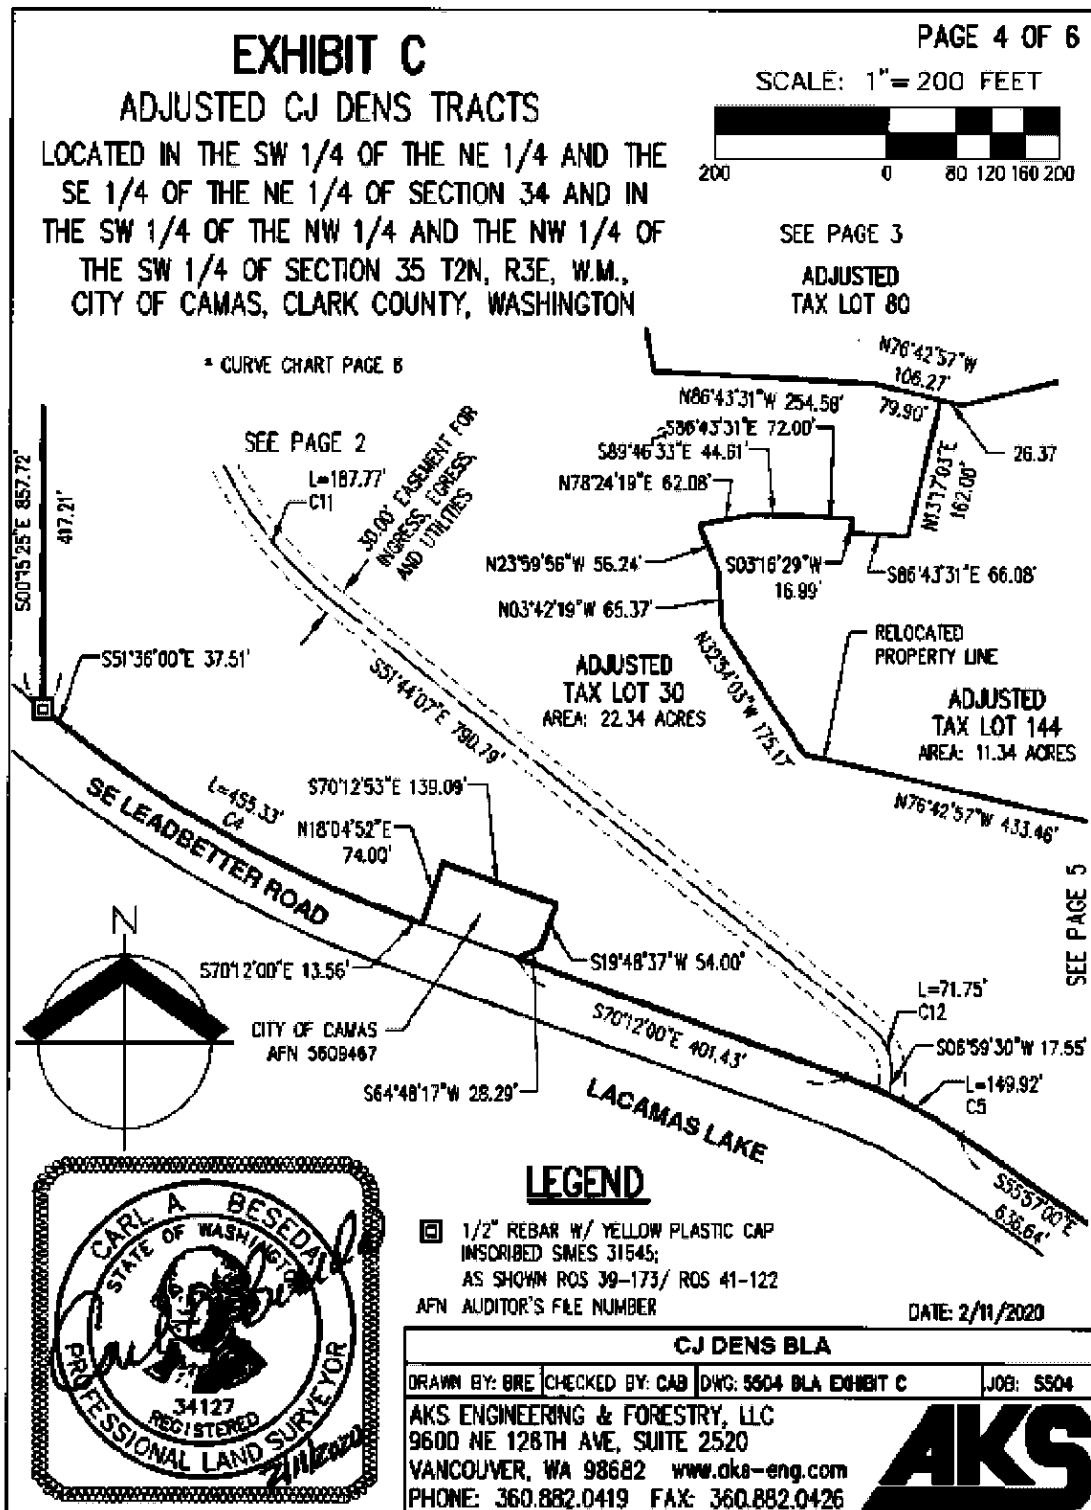 EXHIBIT C
ADJUSTED CJ DENS TRACTS
LOCATED IN THE SW 1/4 OF THE NE 1/4 AND THE
SE 1/4 OF THE NE 1/4 OF SECTION 34 AND IN
THE SW 1/4 OF THE NW 1/4 AND THE NW 1/4 OF
THE SW 1/4 OF SECTION 35 T2N, R3E, W.M.,
CITY OF CAMAS, CLARK COUNTY, WASHINGTON
PAGE 4 OF 6
SCALE: 1"= 200 FEET
200 0 80 120 160 200
SEE PAGE 3
ADJUSTED
TAX LOT 80
* CURVE CHART PAGE 6
SEE PAGE 2
L=187.77'
C11
30.00' EASEMENT FOR
INGRESS, EGRESS,
AND UTILITIES
N76°42'57"W
106.27'
79.90'
26.37
N86°43'31"W 254.58'
S86°43'31"E 72.00'
S89°46'33"E 44.61'
N78°24'19"E 62.08'
N13°17'03"E
162.00'
S00°15'25"E 857.72'
417.21'
N23°59'56"W 56.24'
S03°16'29"W
16.99'
S86°43'31"E 66.08'
N03°42'19"W 65.37'
S51°36'00"E 37.51'
S51°44'07"E 790.79'
N32°54'03"W 175.17'
RELOCATED
PROPERTY LINE
ADJUSTED
TAX LOT 30
AREA: 22.34 ACRES
ADJUSTED
TAX LOT 144
AREA: 11.34 ACRES
N76°42'57"W 433.46'
SEE PAGE 5
L=455.33'
C4
SE LEADBETTER ROAD
S70°12'53"E 139.09'
N18°04'52"E
74.00'
N
S70°12'00"E 13.56'
S19°48'37"W 54.00'
CITY OF CAMAS
AFN 5609467
S64°48'17"W 28.29'
S70°12'00"E 401.43'
L=71.75'
C12
S06°59'30"W 17.55'
L=149.92'
C5
LACAMAS LAKE
S55°57'00"E
636.64'
CARL A BESEDA
STATE OF WASHINGTON
34127
REGISTERED
PROFESSIONAL LAND SURVEYOR
2/11/2020
LEGEND
1/2" REBAR W/ YELLOW PLASTIC CAP
INSCRIBED SIMES 31545;
AS SHOWN ROS 39-173/ ROS 41-122
AFN AUDITOR'S FILE NUMBER
DATE: 2/11/2020
CJ DENS BLA
DRAWN BY: BRE CHECKED BY: CAB DWG: 5504 BLA EXHIBIT C JOB: 5504
AKS ENGINEERING & FORESTRY, LLC
9600 NE 126TH AVE, SUITE 2520
VANCOUVER, WA 98682 www.aks-eng.com
PHONE: 360.882.0419 FAX: 360.882.0426
AKS